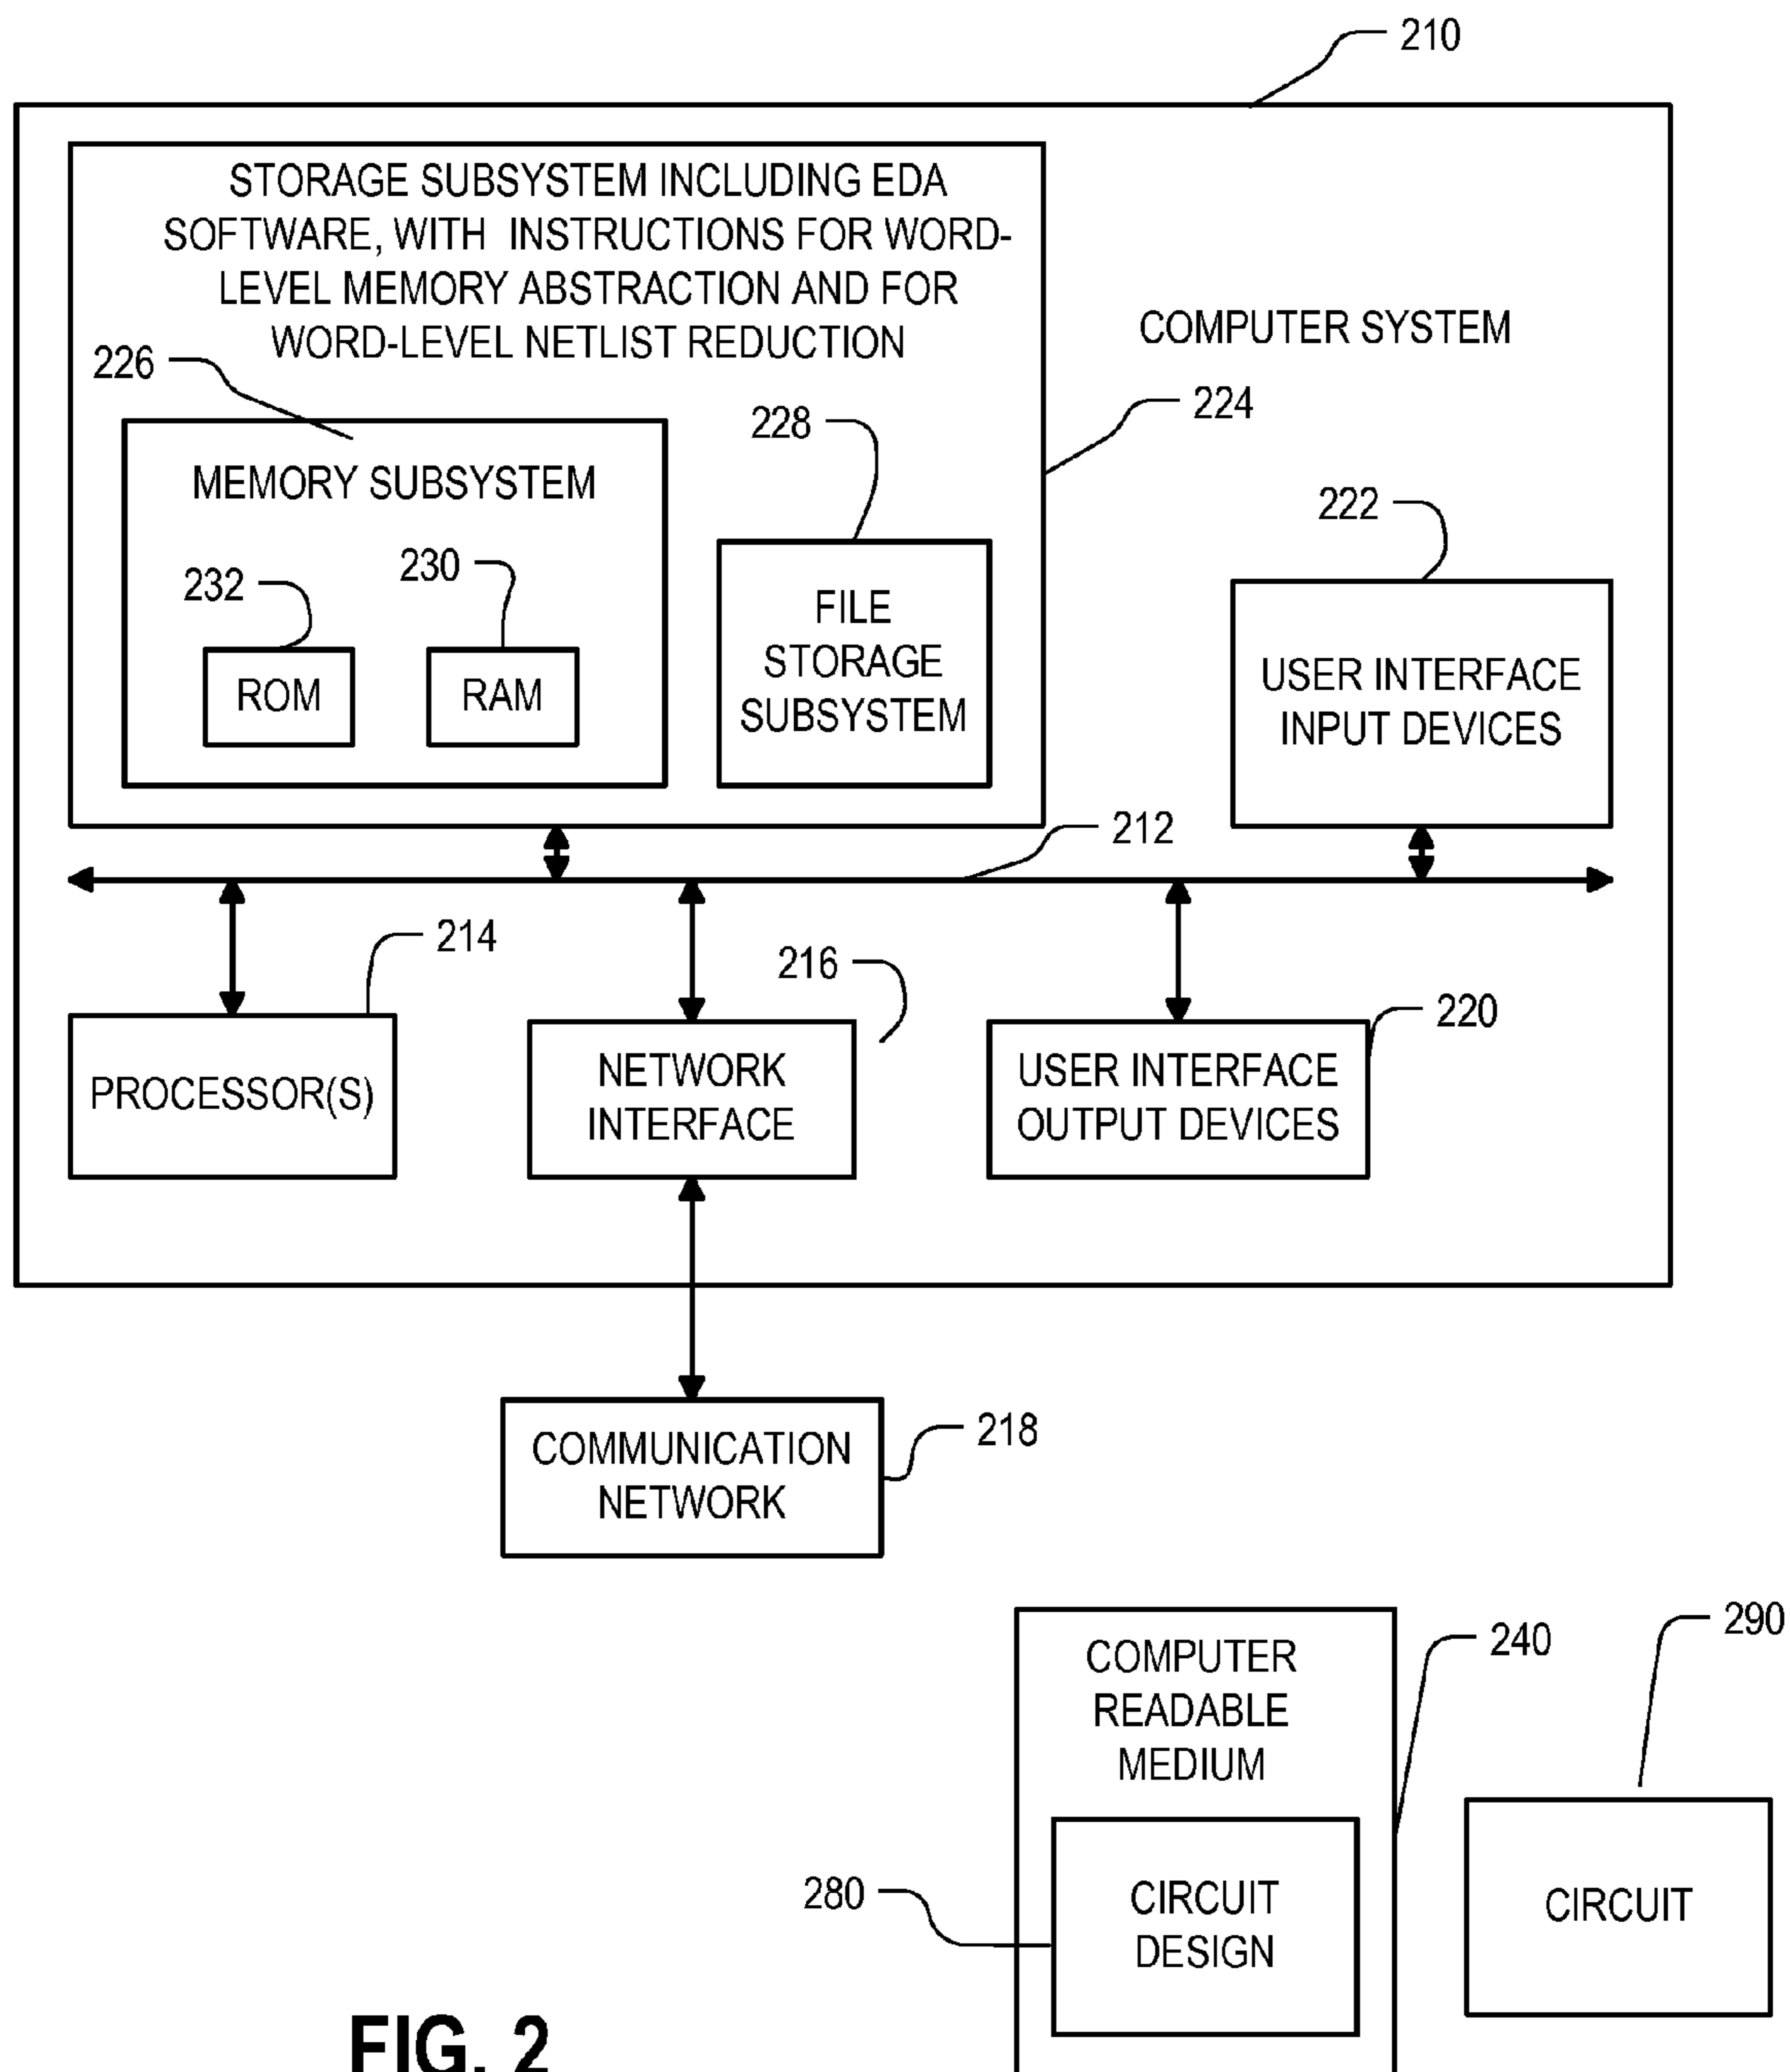 210
STORAGE SUBSYSTEM INCLUDING EDA
SOFTWARE, WITH INSTRUCTIONS FOR WORD-
LEVEL MEMORY ABSTRACTION AND FOR
WORD-LEVEL NETLIST REDUCTION
COMPUTER SYSTEM
226
224
228
MEMORY SUBSYSTEM
222
232
230
ROM
RAM
FILE
STORAGE
SUBSYSTEM
USER INTERFACE
INPUT DEVICES
212
214
216
220
PROCESSOR(S)
NETWORK
INTERFACE
USER INTERFACE
OUTPUT DEVICES
COMMUNICATION
NETWORK
218
COMPUTER
READABLE
MEDIUM
240
290
280
CIRCUIT
DESIGN
CIRCUIT
FIG. 2